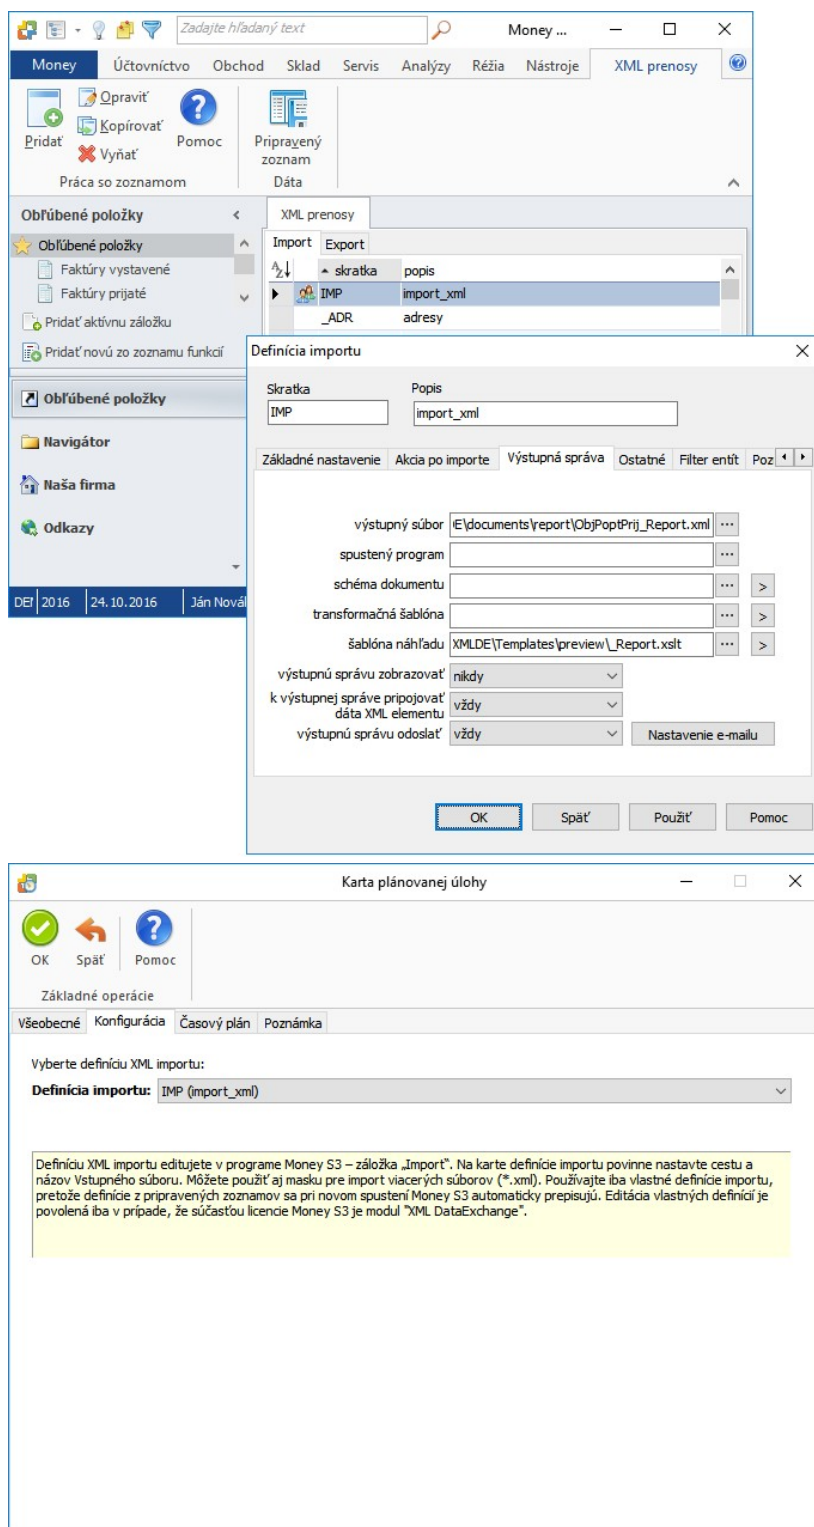 Zadajte hľadaný text
Money ...
Money Účtovníctvo Obchod Sklad Servis Analýzy Réžia Nástroje XML prenosy
Pridať
Opraviť
Kopírovať
Vyňať
Pomoc
Pripravený
zoznam
Práca so zoznamom
Dáta
Obľúbené položky
XML prenosy
Obľúbené položky
Faktúry vystavené
Faktúry prijaté
Pridať aktívnu záložku
Pridať novú zo zoznamu funkcií
Import Export
skratka popis
IMP import_xml
_ADR adresy
Obľúbené položky
Navigátor
Naša firma
Odkazy
2016 24.10.2016 Ján Novák
Definícia importu
Skratka Popis
IMP import_xml
Základné nastavenie Akcia po importe Výstupná správa Ostatné Filter entít Poz
výstupný súbor E\documents\report\ObjPoptPrij_Report.xml ...
spustený program ...
schéma dokumentu ... >
transformačná šablóna ... >
šablóna náhľadu XMLDE\Templates\preview\_Report.xslt ... >
výstupnú správu zobrazovať nikdy
k výstupnej správe pripojovať
dáta XML elementu vždy
výstupnú správu odoslať vždy Nastavenie e-mailu
OK Späť Použiť Pomoc
Karta plánovanej úlohy
OK Späť Pomoc
Základné operácie
Všeobecné Konfigurácia Časový plán Poznámka
Vyberte definíciu XML importu:
Definícia importu: IMP (import_xml)
Definíciu XML importu editujete v programe Money S3 – záložka „Import“. Na karte definície importu povinne nastavte cestu a
názov Vstupného súboru. Môžete použiť aj masku pre import viacerých súborov (*.xml). Používajte iba vlastné definície importu,
pretože definície z pripravených zoznamov sa pri novom spustení Money S3 automaticky prepisujú. Editácia vlastných definícií je
povolená iba v prípade, že súčasťou licencie Money S3 je modul "XML DataExchange".